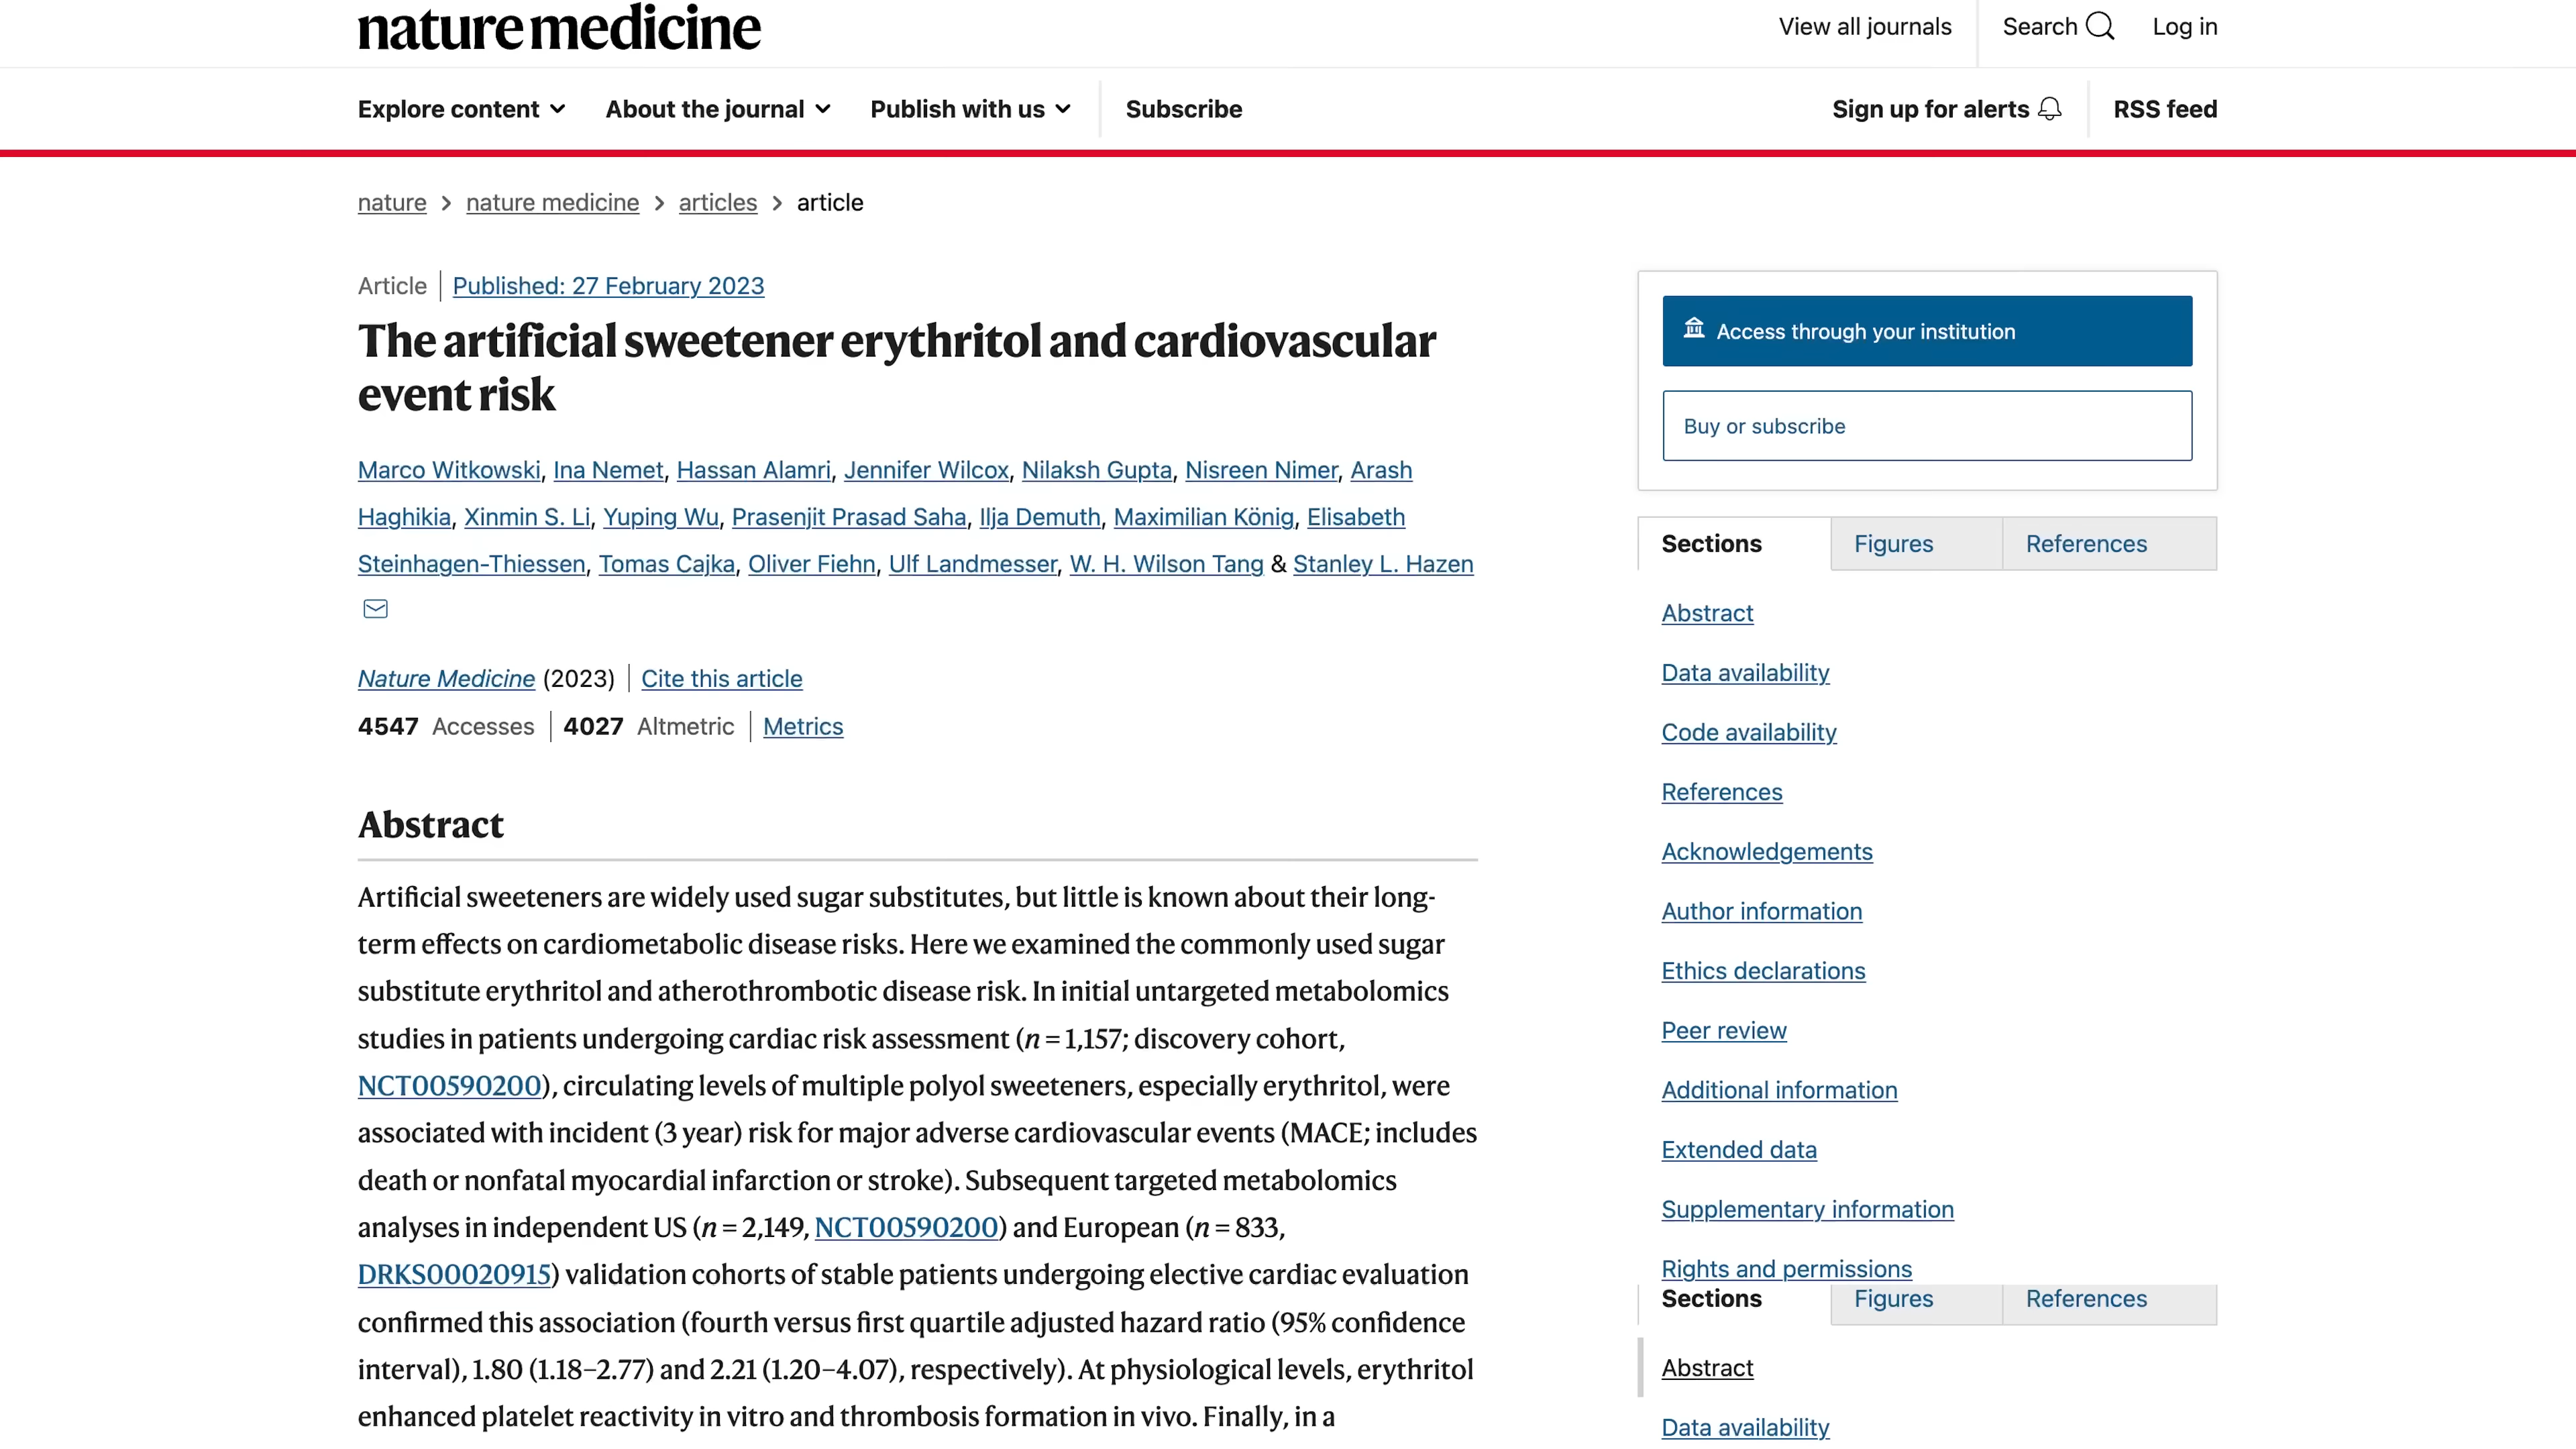 nature medicine
View all journals
Search
Log in
Explore content
About the journal
Publish with us
Subscribe
Sign up for alerts
RSS feed
nature > nature medicine > articles > article
Article | Published: 27 February 2023
The artificial sweetener erythritol and cardiovascular
event risk
Marco Witkowski, Ina Nemet, Hassan Alamri, Jennifer Wilcox, Nilaksh Gupta, Nisreen Nimer, Arash
Haghikia, Xinmin S. Li, Yuping Wu, Prasenjit Prasad Saha, Ilja Demuth, Maximilian König, Elisabeth
Steinhagen-Thiessen, Tomas Cajka, Oliver Fiehn, Ulf Landmesser, W. H. Wilson Tang & Stanley L. Hazen
Nature Medicine (2023) | Cite this article
4547 Accesses | 4027 Altmetric | Metrics
Abstract
Artificial sweeteners are widely used sugar substitutes, but little is known about their long-
term effects on cardiometabolic disease risks. Here we examined the commonly used sugar
substitute erythritol and atherothrombotic disease risk. In initial untargeted metabolomics
studies in patients undergoing cardiac risk assessment (n = 1,157; discovery cohort,
NCT00590200), circulating levels of multiple polyol sweeteners, especially erythritol, were
associated with incident (3 year) risk for major adverse cardiovascular events (MACE; includes
death or nonfatal myocardial infarction or stroke). Subsequent targeted metabolomics
analyses in independent US (n = 2,149, NCT00590200) and European (n = 833,
DRKS00020915) validation cohorts of stable patients undergoing elective cardiac evaluation
confirmed this association (fourth versus first quartile adjusted hazard ratio (95% confidence
interval), 1.80 (1.18–2.77) and 2.21 (1.20–4.07), respectively). At physiological levels, erythritol
enhanced platelet reactivity in vitro and thrombosis formation in vivo. Finally, in a
Access through your institution
Buy or subscribe
Sections
Figures
References
Abstract
Data availability
Code availability
References
Acknowledgements
Author information
Ethics declarations
Peer review
Additional information
Extended data
Supplementary information
Rights and permissions
Sections
Figures
References
Abstract
Data availability